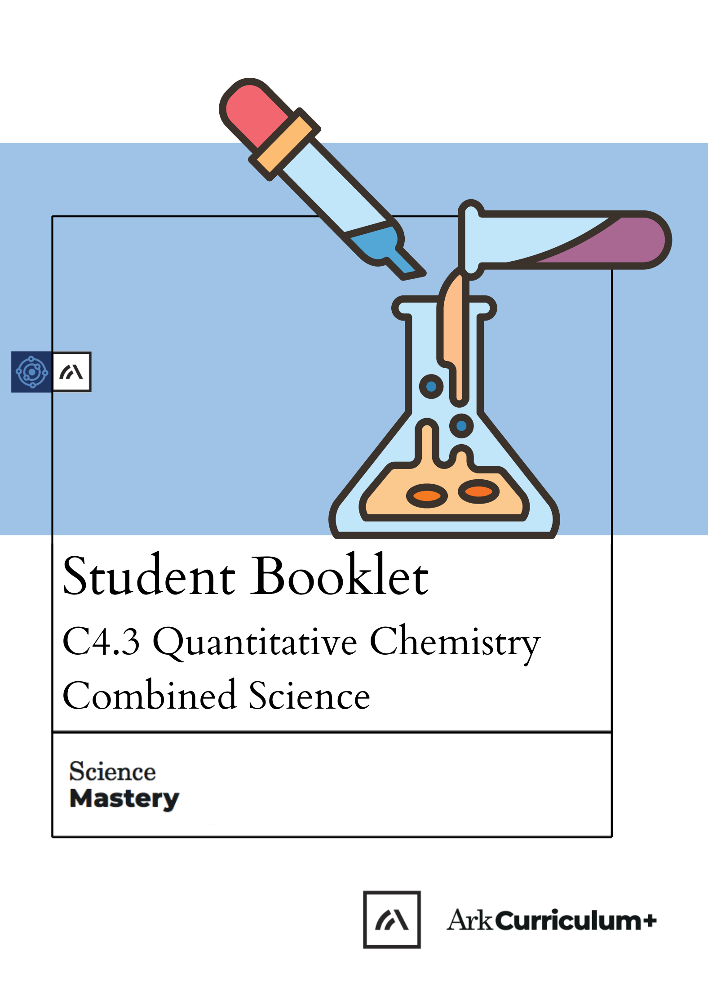 Student Booklet
C4.3 Quantitative Chemistry
Combined Science
Science
Mastery
Ark Curriculum+